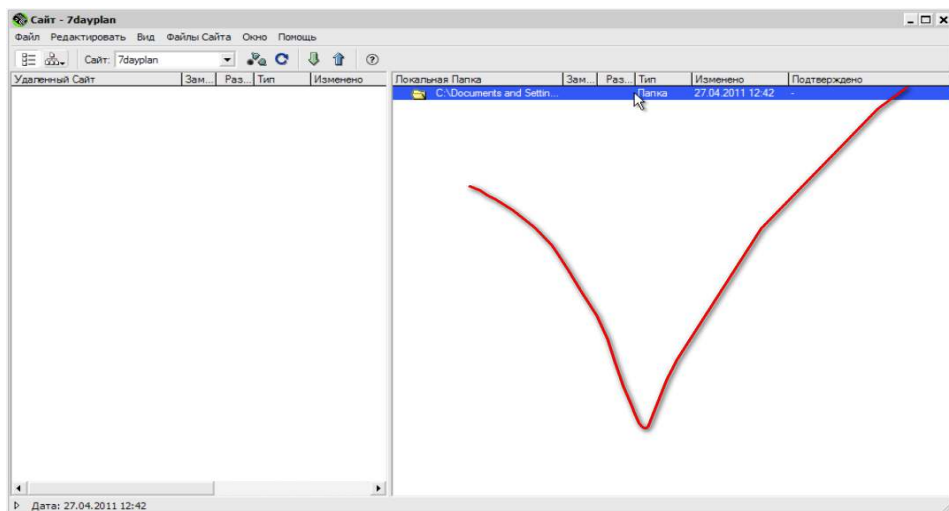 Сайт - 7dayplan
Файл Редактировать Вид Файлы Сайта Окно Помощь
Сайт: 7dayplan
Удаленный Сайт Зам... Раз... Тип Изменено Локальная Папка Зам... Раз... Тип Изменено Подтверждено
C:\Documents and Settin... Папка 27.04.2011 12:42 -
Дата: 27.04.2011 12:42